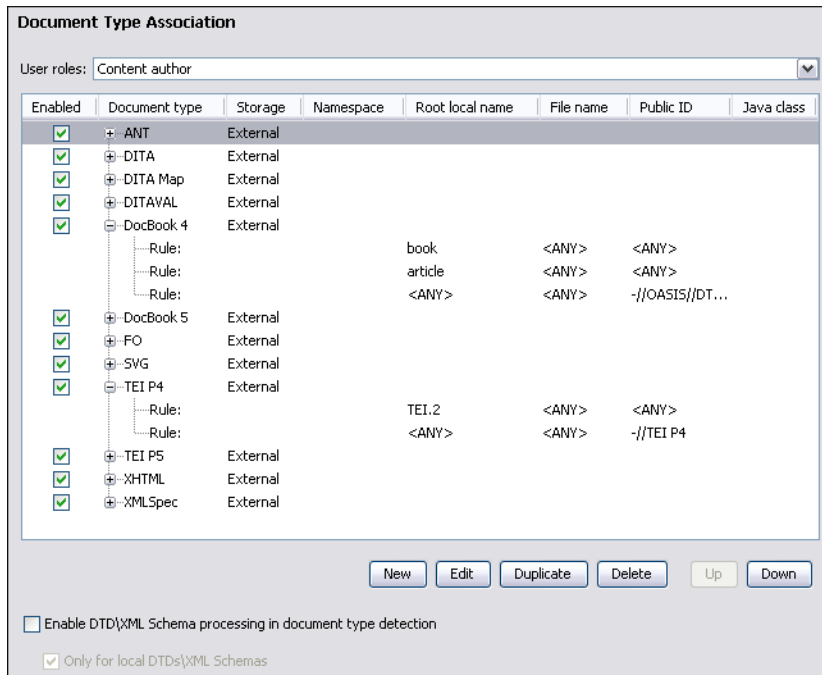 Document Type Association
User roles: Content author
Enabled Document type Storage Namespace Root local name File name Public ID Java class
ANT External
DITA External
DITA Map External
DITAVAL External
DocBook 4 External
Rule: book <ANY> <ANY>
Rule: article <ANY> <ANY>
Rule: <ANY> <ANY> -//OASIS//DT...
DocBook 5 External
FO External
SVG External
TEI P4 External
Rule: TEI.2 <ANY> <ANY>
Rule: <ANY> <ANY> -//TEI P4
TEI P5 External
XHTML External
XMLSpec External
New Edit Duplicate Delete Up Down
Enable DTD\XML Schema processing in document type detection
Only for local DTDs\XML Schemas